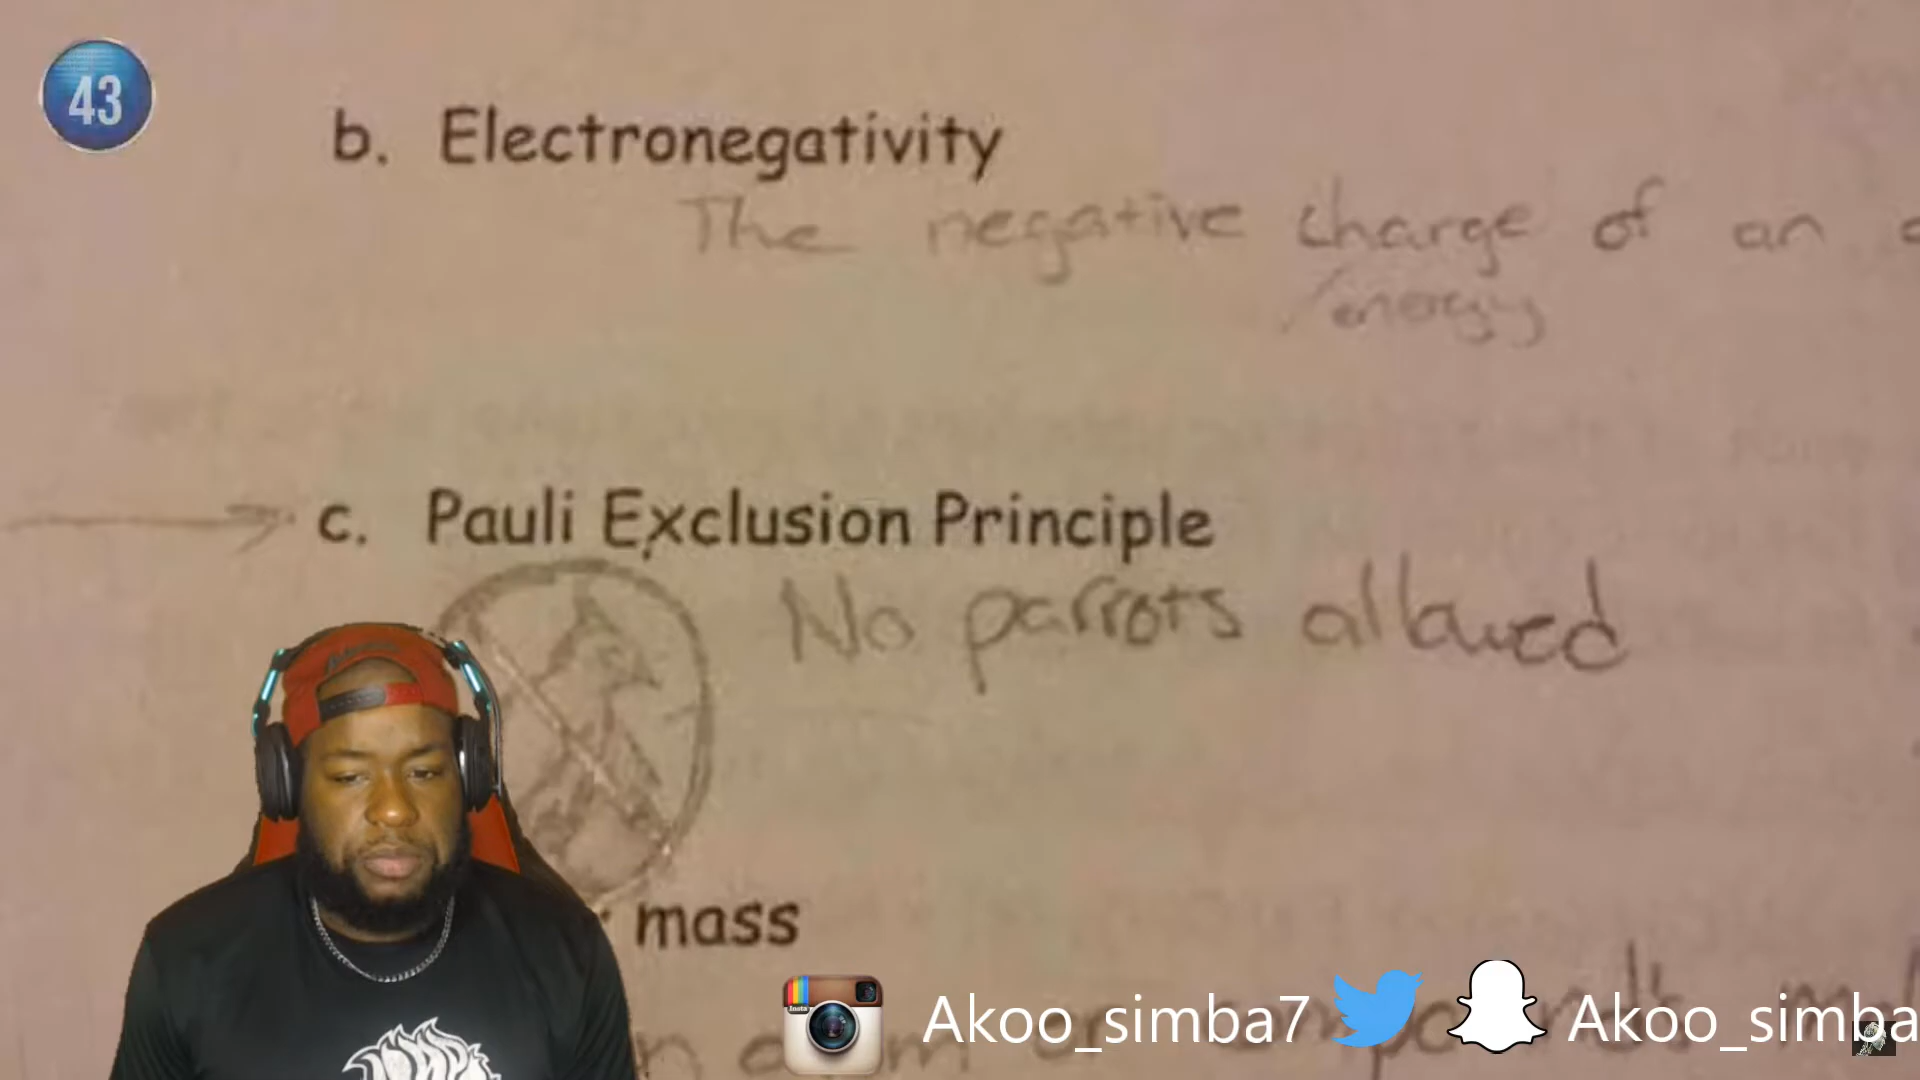 43
b. Electronegativity
The negative charge of an
/energy
c. Pauli Exclusion Principle
No parrots allowed
mass
Akoo_simba7
Akoo_simba